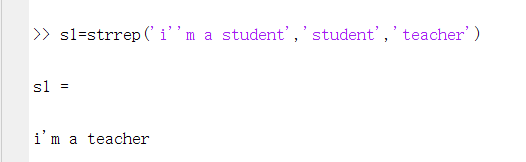 >> s1=strrep('i''m a student','student','teacher')
s1 =
i'm a teacher